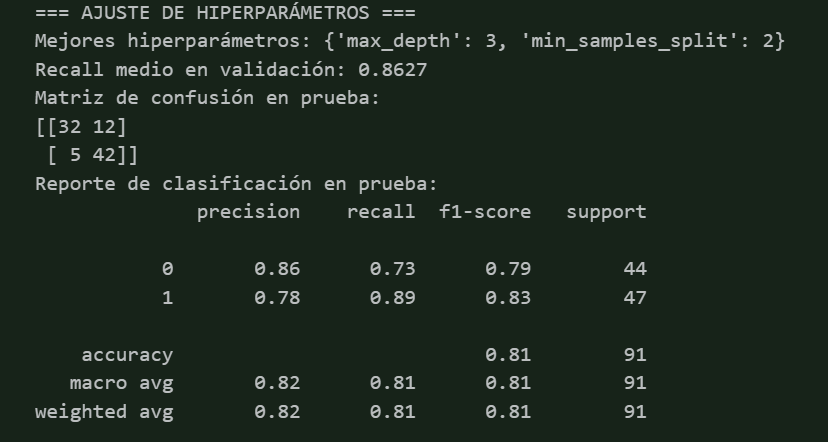 === AJUSTE DE HIPERPARÁMETROS ===
Mejores hiperparámetros: {'max_depth': 3, 'min_samples_split': 2}
Recall medio en validación: 0.8627
Matriz de confusión en prueba:
[[32 12]
 [ 5 42]]
Reporte de clasificación en prueba:
              precision    recall  f1-score   support

           0       0.86      0.73      0.79        44
           1       0.78      0.89      0.83        47

    accuracy                           0.81        91
   macro avg       0.82      0.81      0.81        91
weighted avg       0.82      0.81      0.81        91